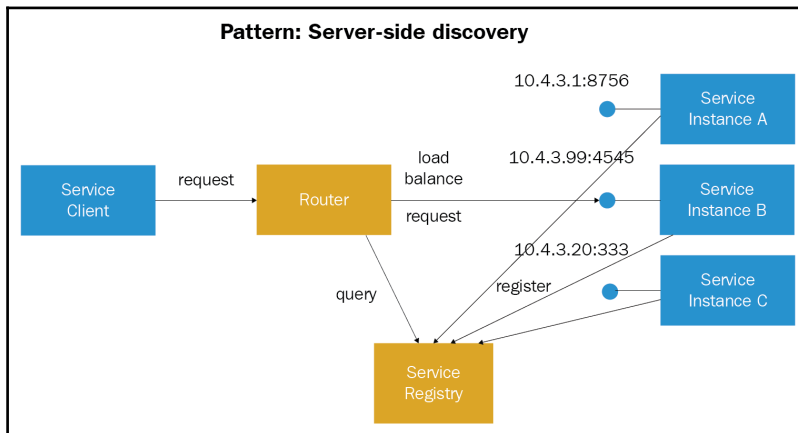 Pattern: Server-side discovery
10.4.3.1:8756
Service
Instance A
load
balance
10.4.3.99:4545
Service
Client
request
Router
request
Service
Instance B
10.4.3.20:333
query
register
Service
Instance C
Service
Registry